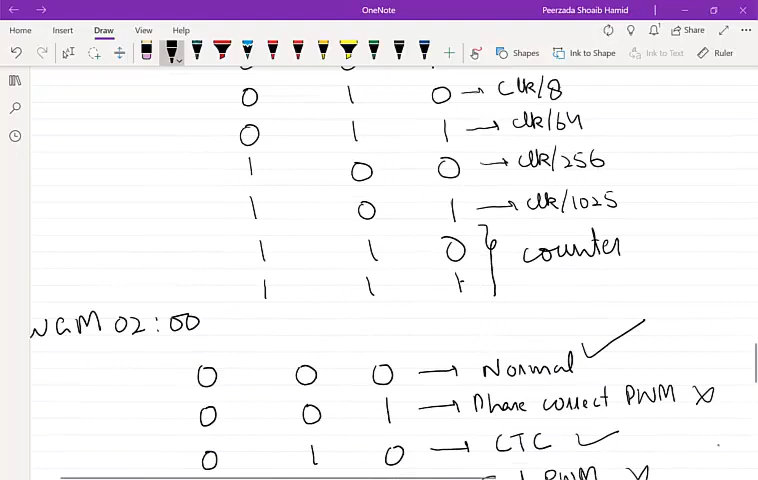 OneNote
Peerzada Shoaib Hamid
Home Insert Draw View Help
Share
Shapes Ink to Shape Ink to Text Ruler
0 1 0 → Clk/8
0 1 1 → clk/64
1 0 0 → clk/256
1 0 1 → clk/1025
1 1 0 } counter
1 1 1
WGM 02:00
0 0 0 → Normal ✓
0 0 1 → Phase correct PWM X
0 1 0 → CTC ✓
PWM X